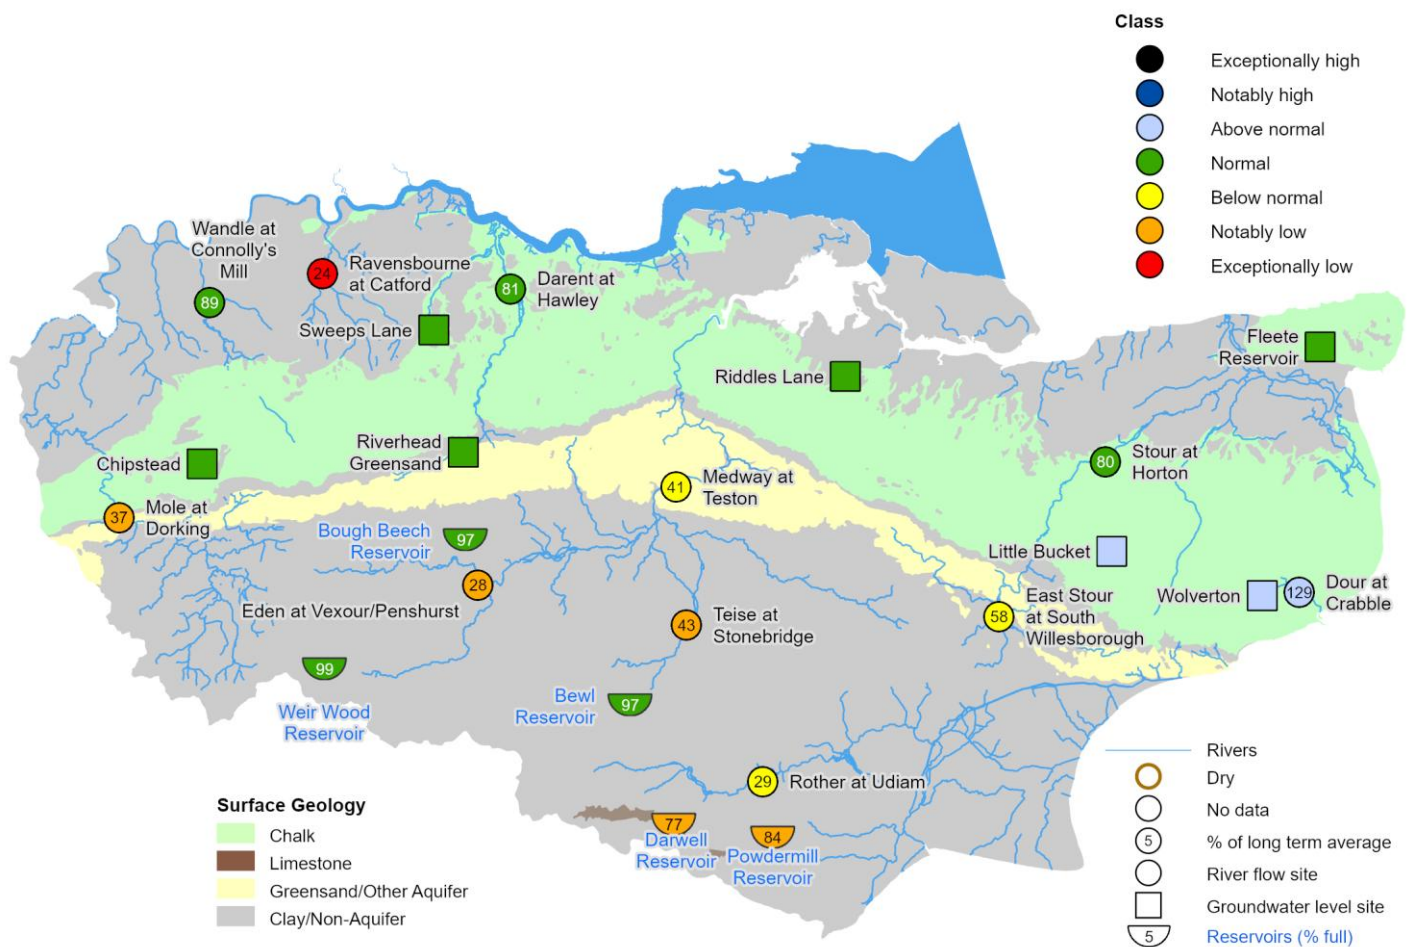 Class
Exceptionally high
Notably high
Above normal
Normal
Below normal
Notably low
Exceptionally low
Wandle at
Connolly's
Mill
89
24
Ravensbourne
at Catford
81
Darent at
Hawley
Sweeps Lane
Fleete
Reservoir
Riddles Lane
Chipstead
Riverhead
Greensand
80
Stour at
Horton
41
Medway at
Teston
37
Mole at
Dorking
Bough Beech
Reservoir
97
Little Bucket
28
Eden at Vexour/Penshurst
Wolverton
129
Dour at
Crabble
43
Teise at
Stonebridge
58
East Stour
at South
Willesborough
99
Weir Wood
Reservoir
Bewl
Reservoir
97
29
Rother at Udiam
77
Darwell
Reservoir
84
Powdermill
Reservoir
Surface Geology
Chalk
Limestone
Greensand/Other Aquifer
Clay/Non-Aquifer
Rivers
Dry
No data
5
% of long term average
River flow site
Groundwater level site
5
Reservoirs (% full)